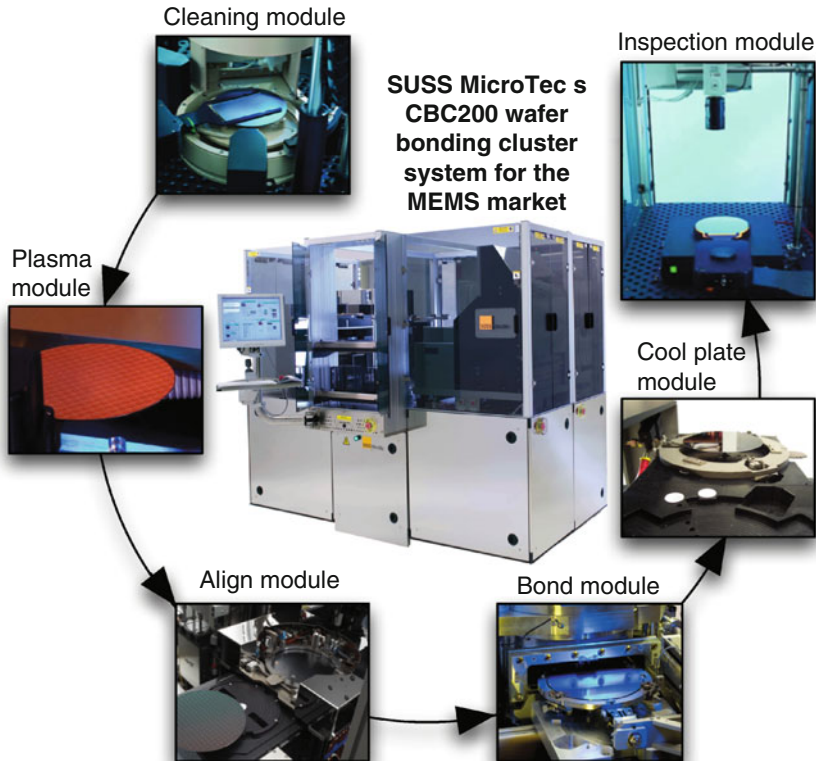 Cleaning module
Inspection module
SUSS MicroTec s
CBC200 wafer
bonding cluster
system for the
MEMS market
Plasma
module
Cool plate
module
Align module
Bond module